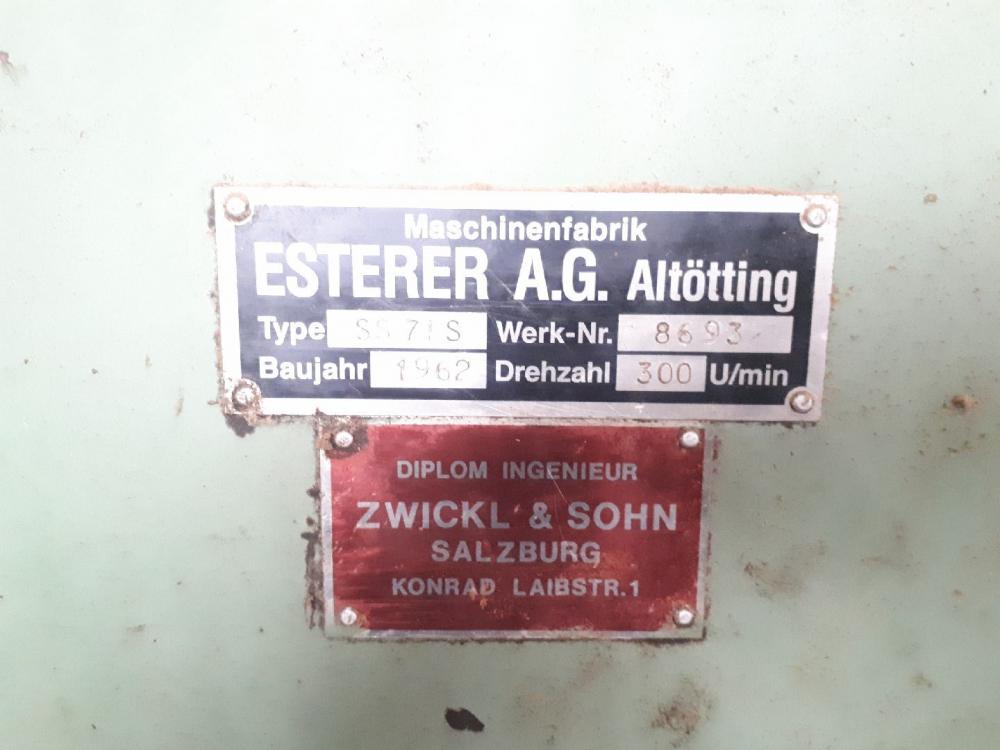 Maschinenfabrik
ESTERER A.G. Altötting
Type SS 71 S Werk-Nr. 8693
Baujahr 1962 Drehzahl 300 U/min
DIPLOM INGENIEUR
ZWICKL & SOHN
SALZBURG
KONRAD LAIBSTR.1